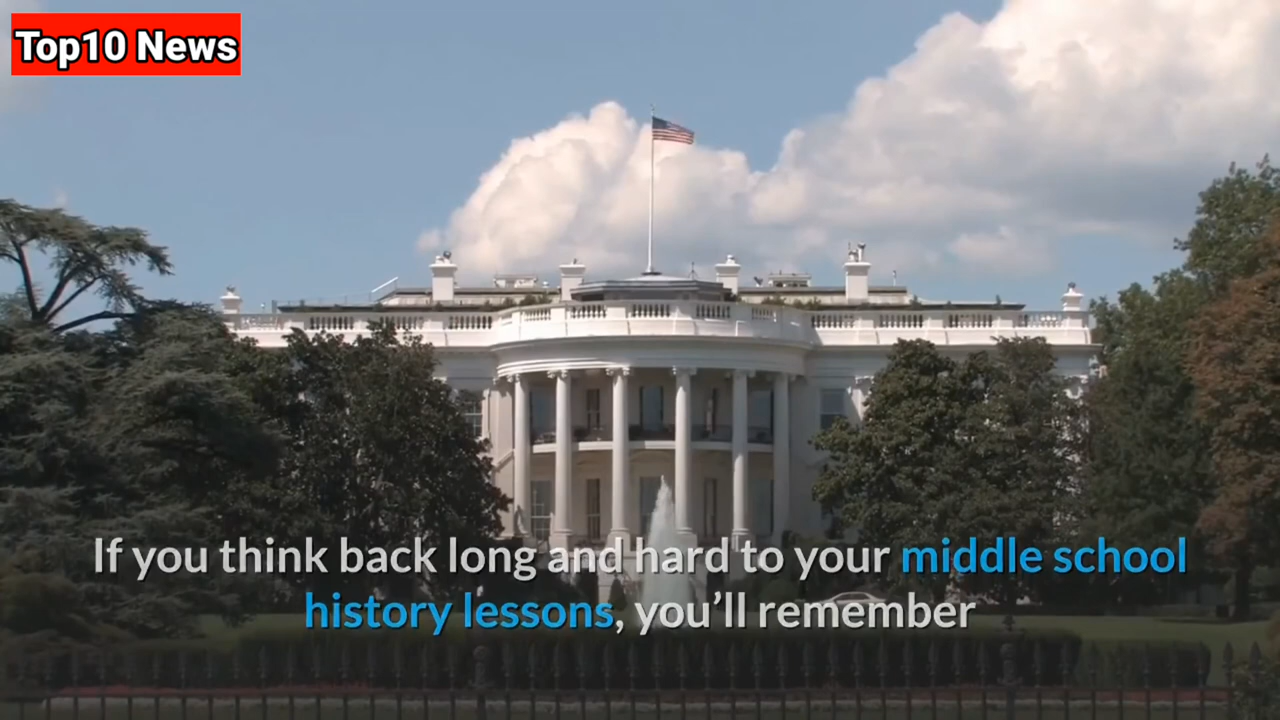 Top10 News
If you think back long and hard to your middle school
history lessons, you’ll remember